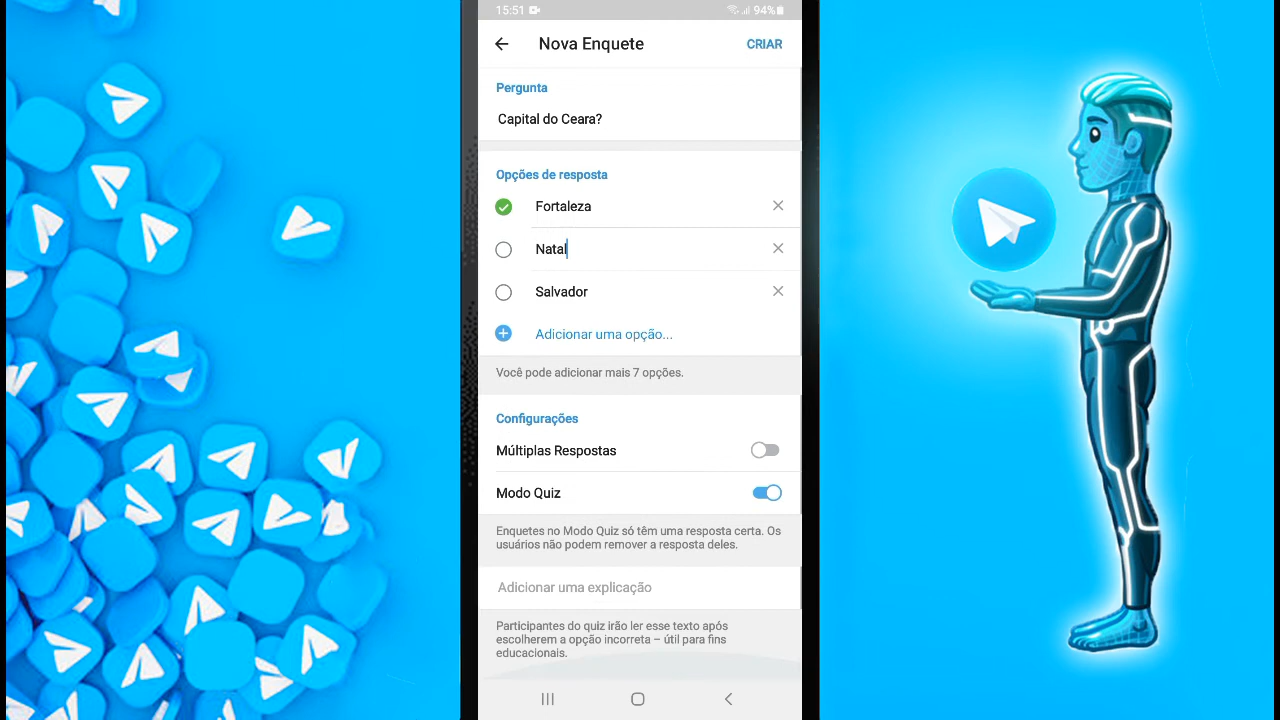 15:51 94%
Nova Enquete CRIAR
Pergunta
Capital do Ceara?
Opções de resposta
Fortaleza
Natal
Salvador
Adicionar uma opção...
Você pode adicionar mais 7 opções.
Configurações
Múltiplas Respostas
Modo Quiz
Enquetes no Modo Quiz só têm uma resposta certa. Os
usuários não podem remover a resposta deles.
Adicionar uma explicação
Participantes do quiz irão ler esse texto após
escolherem a opção incorreta – útil para fins
educacionais.